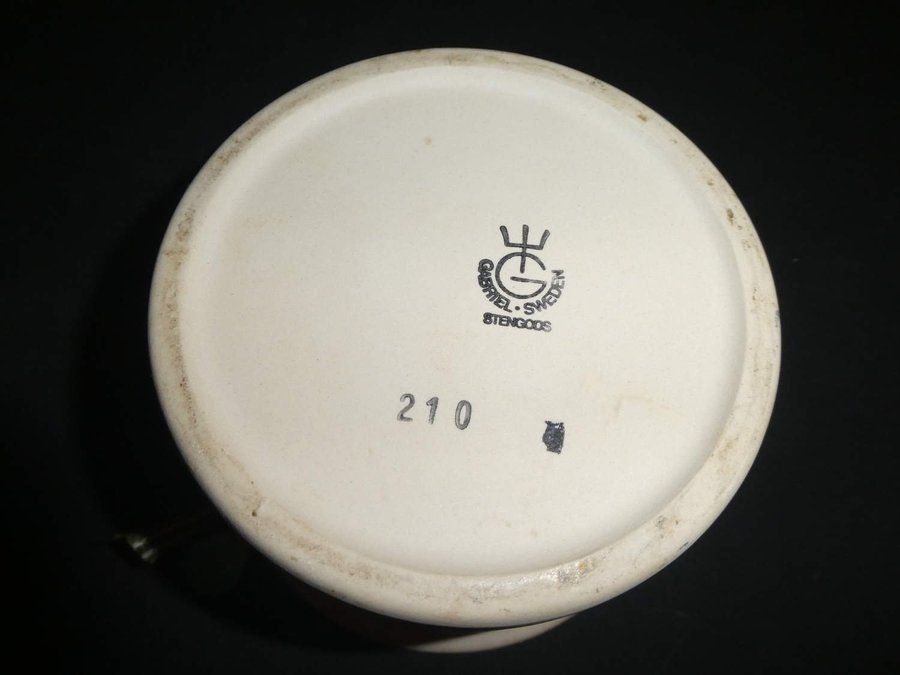 G
GABRIEL · SWEDEN
STENGODS
210